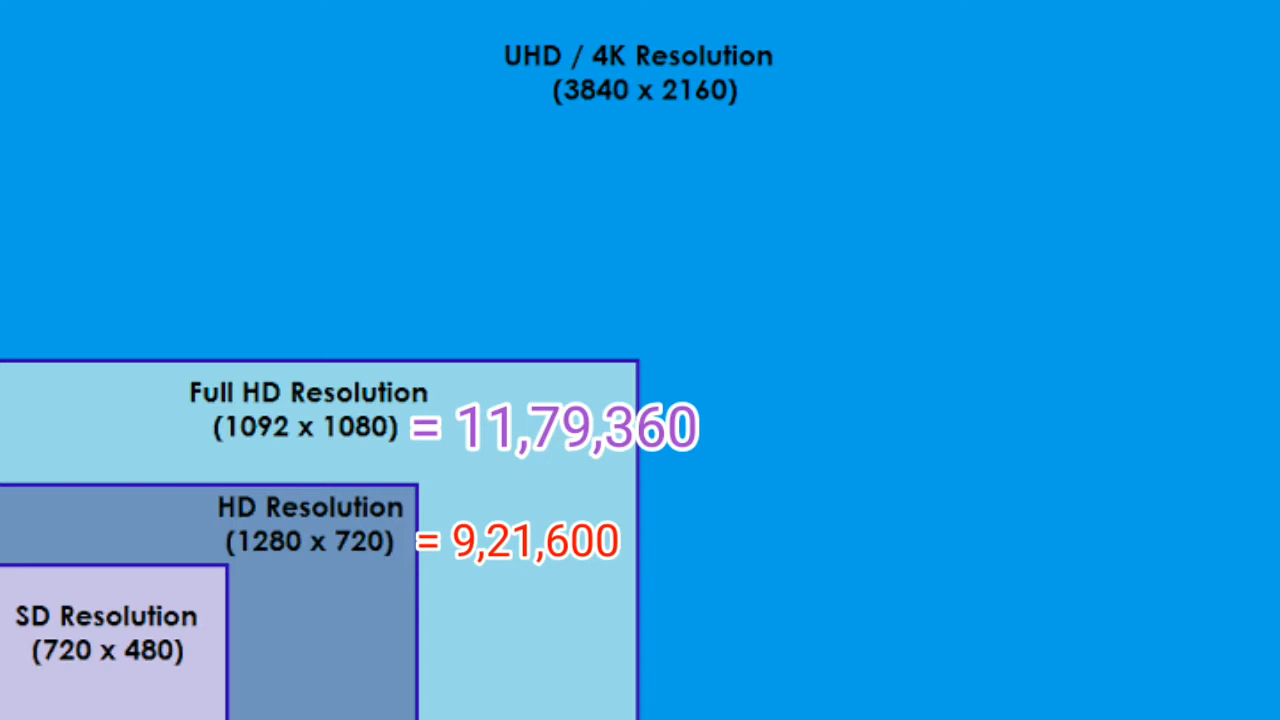 UHD / 4K Resolution
(3840 x 2160)
Full HD Resolution
(1092 x 1080) = 11,79,360
HD Resolution
(1280 x 720) = 9,21,600
SD Resolution
(720 x 480)